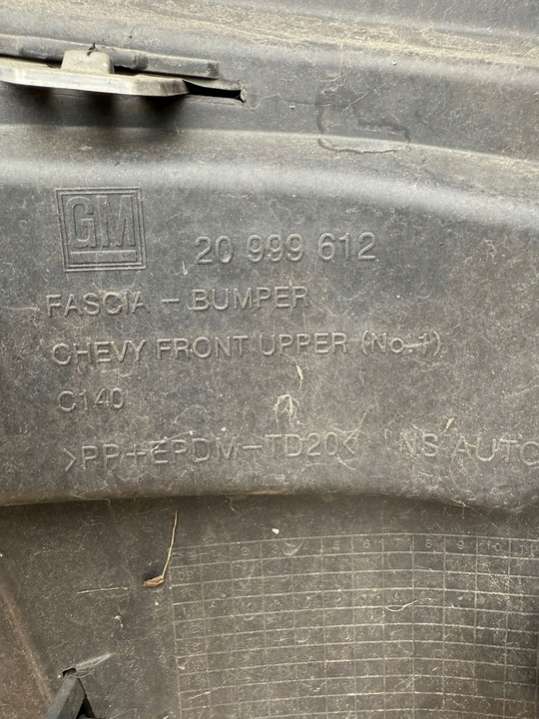 GM 20 999 612
FASCIA - BUMPER
CHEVY FRONT UPPER (No.1)
C140
>PP+EPDM-TD20< NS AUTO